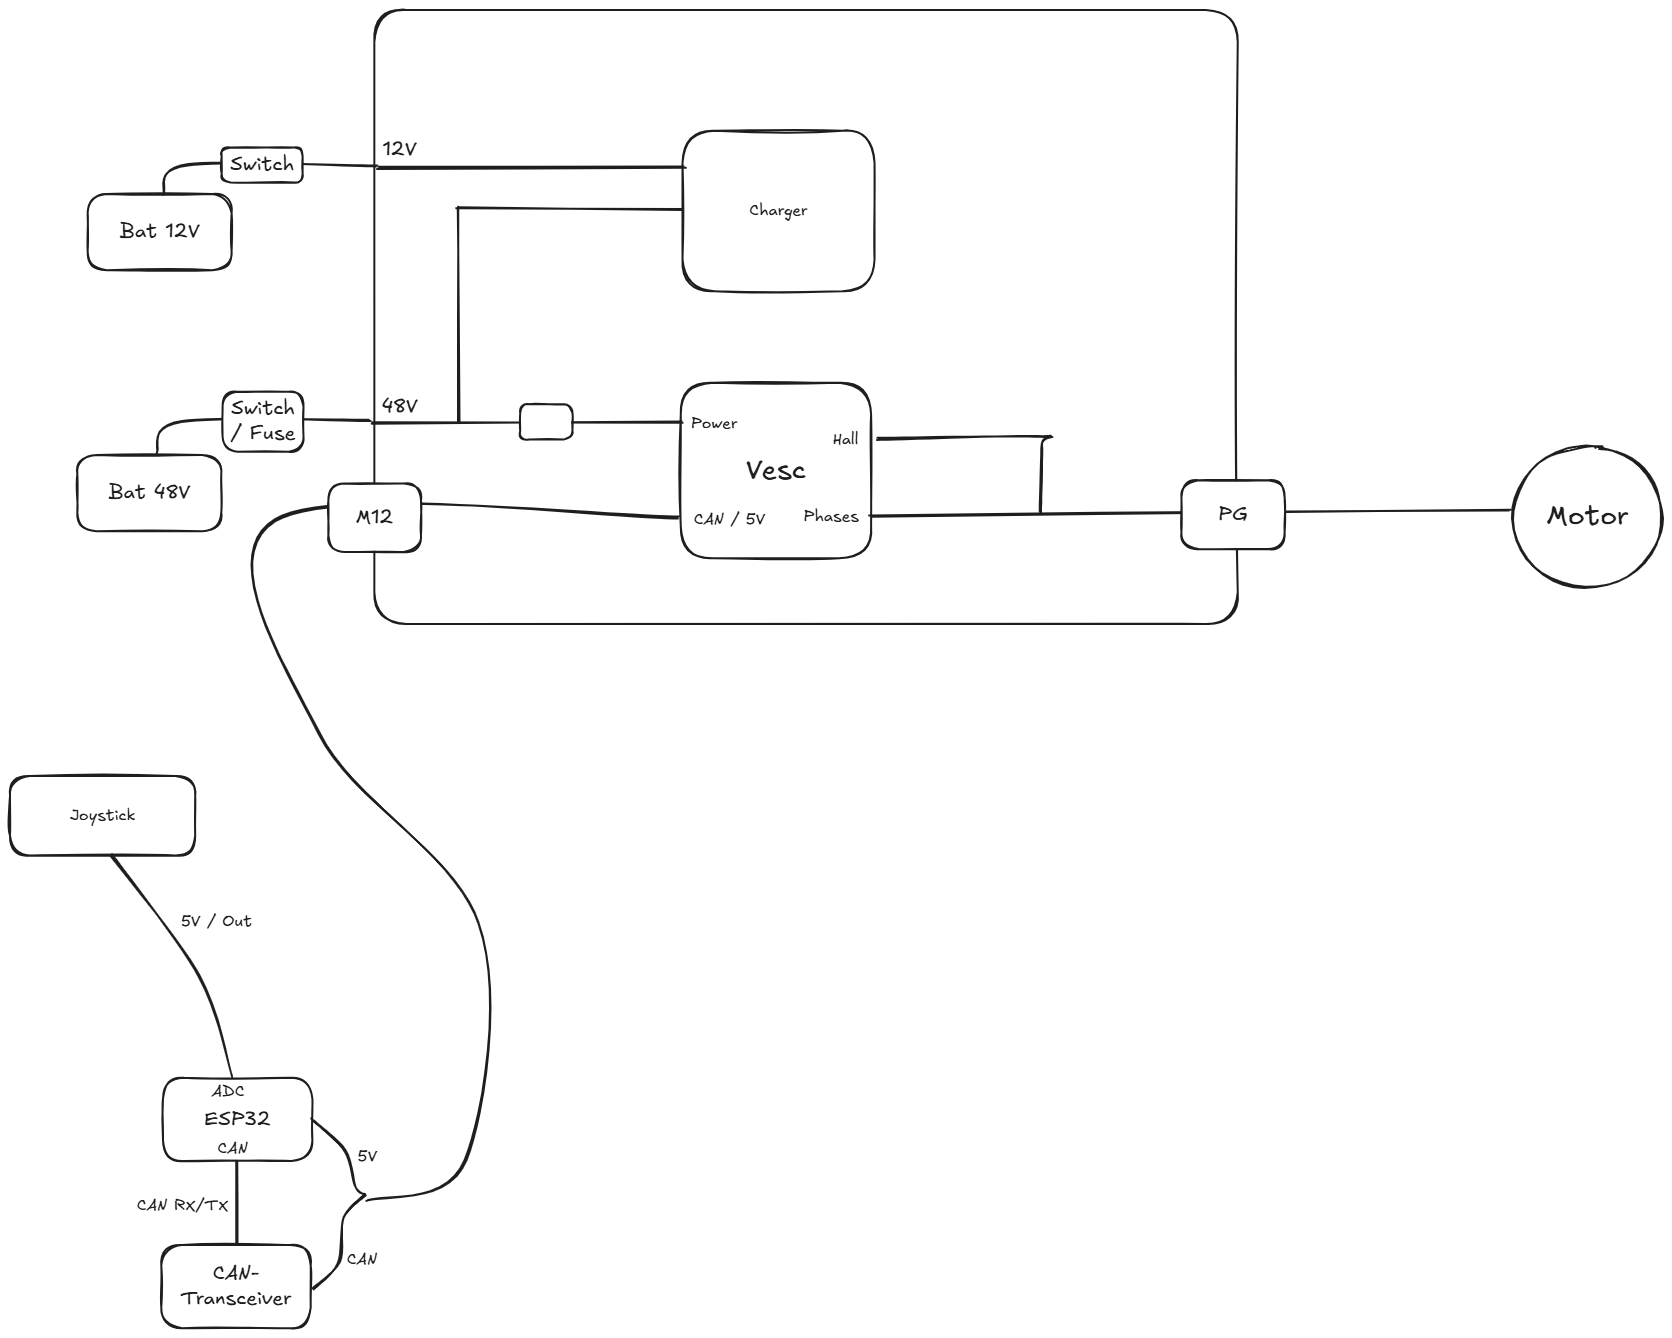 12V
Switch
Bat 12V
Charger
48V
Switch
/ Fuse
Bat 48V
Power
Hall
Vesc
CAN / 5V
Phases
M12
PG
Motor
Joystick
5V / Out
ADC
ESP32
CAN
5V
CAN Rx/Tx
CAN
CAN-
Transceiver